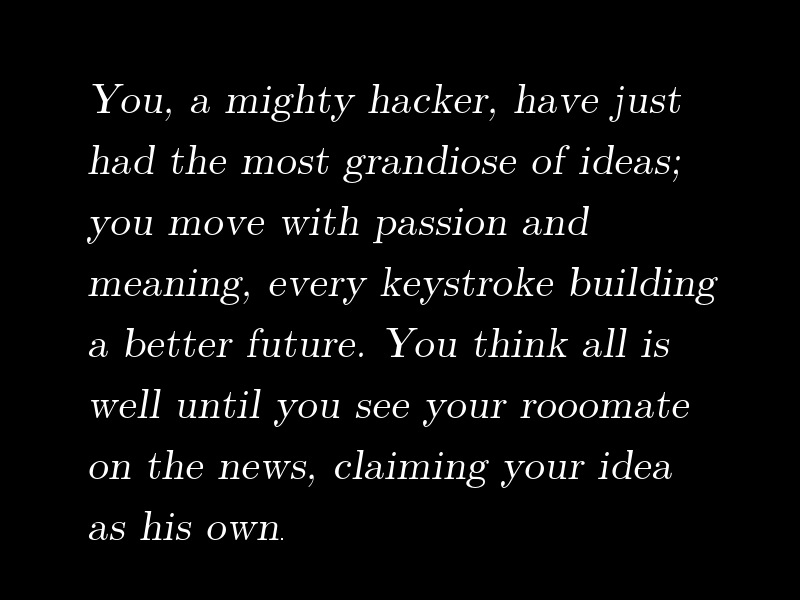 You, a mighty hacker, have just
had the most grandiose of ideas;
you move with passion and
meaning, every keystroke building
a better future. You think all is
well until you see your rooomate
on the news, claiming your idea
as his own.